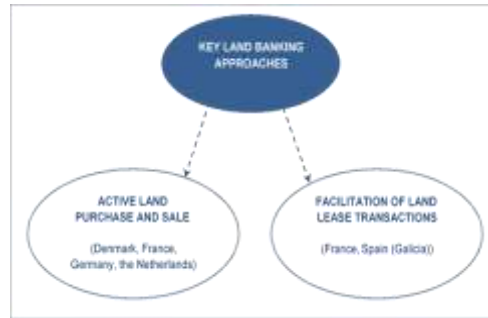 KEY LAND BANKING
APPROACHES
ACTIVE LAND
PURCHASE AND SALE
(Denmark, France,
Germany, the Netherlands)
FACILITATION OF LAND
LEASE TRANSACTIONS
(France, Spain (Galicia))